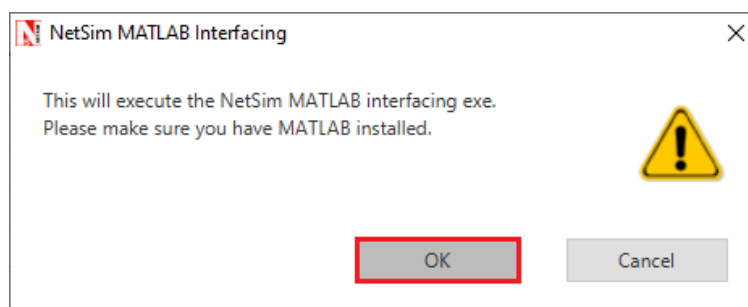 NetSim MATLAB Interfacing
This will execute the NetSim MATLAB interfacing exe.
Please make sure you have MATLAB installed.
OK
Cancel